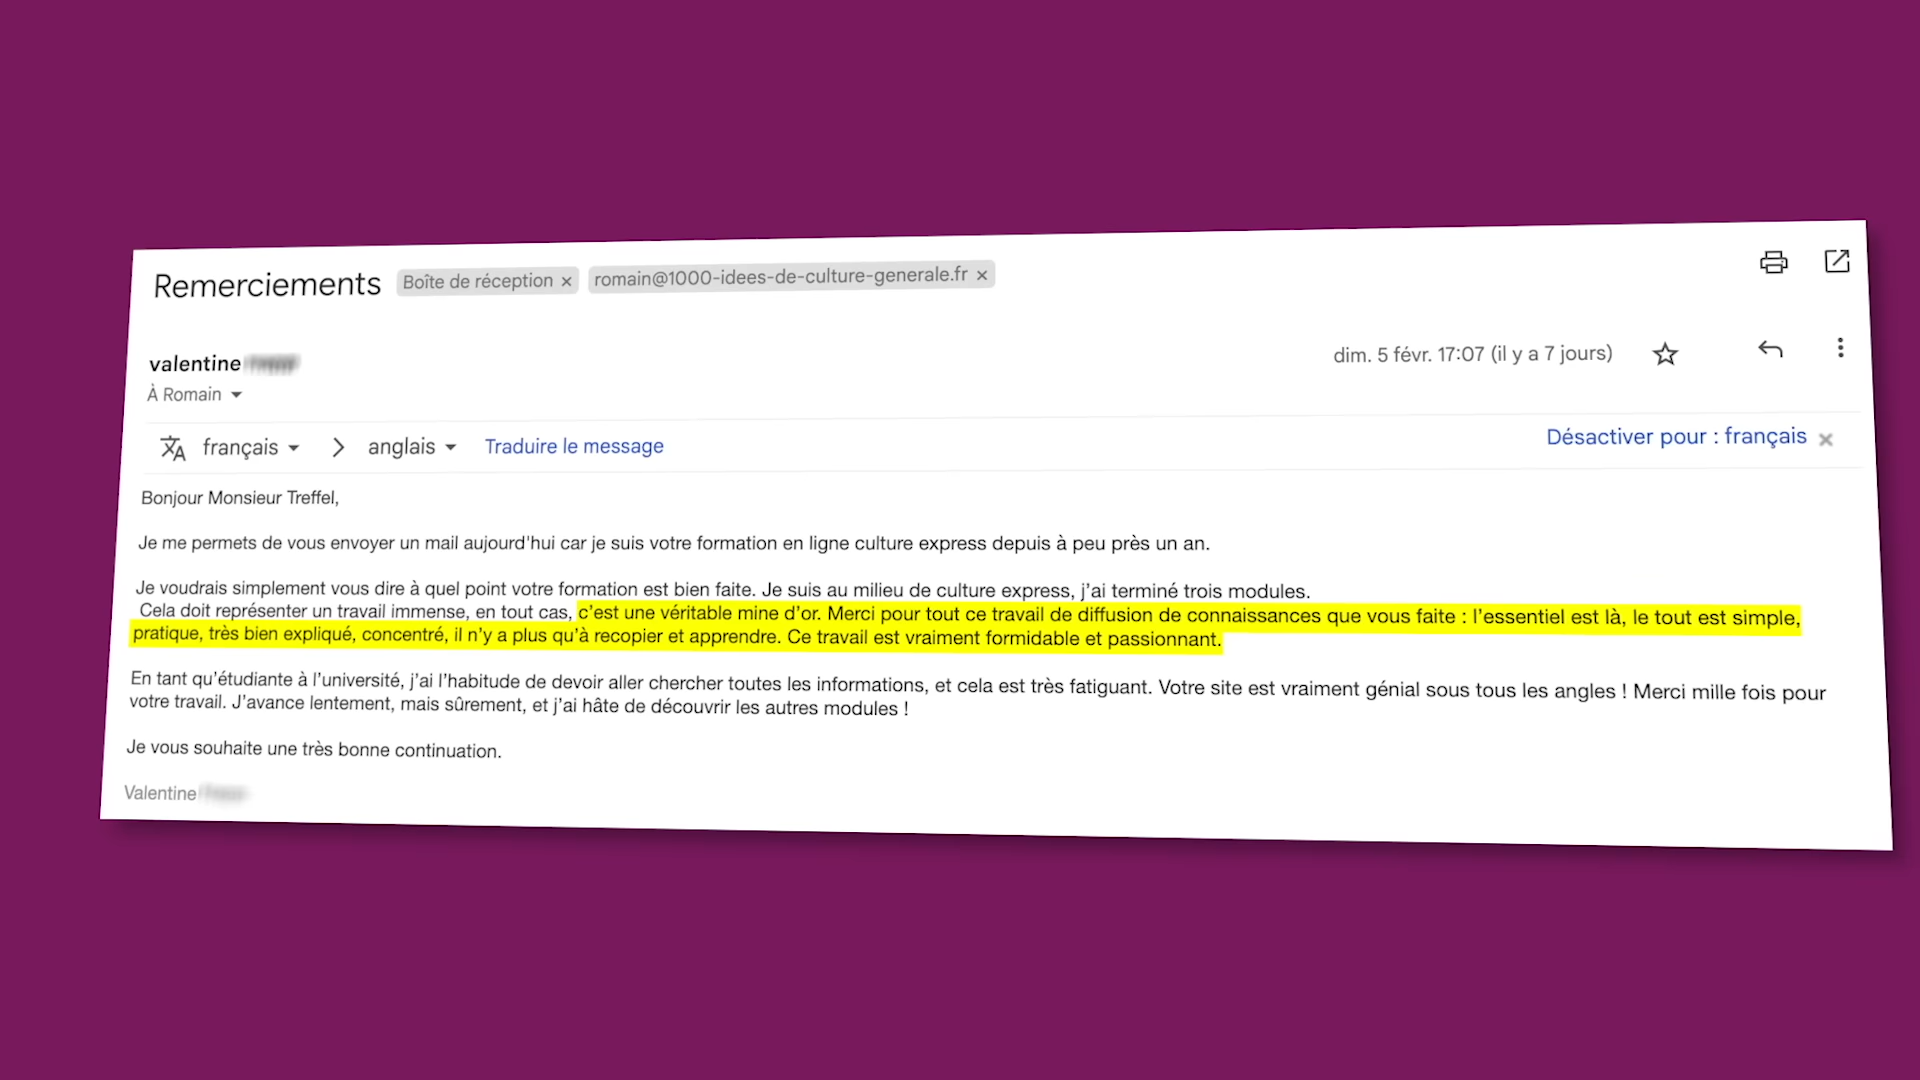 Remerciements Boîte de réception × romain@1000-idees-de-culture-generale.fr ×
valentine
dim. 5 févr. 17:07 (il y a 7 jours)
À Romain
français > anglais Traduire le message Désactiver pour : français ×
Bonjour Monsieur Treffel,
Je me permets de vous envoyer un mail aujourd'hui car je suis votre formation en ligne culture express depuis à peu près un an.
Je voudrais simplement vous dire à quel point votre formation est bien faite. Je suis au milieu de culture express, j’ai terminé trois modules.
Cela doit représenter un travail immense, en tout cas, c’est une véritable mine d’or. Merci pour tout ce travail de diffusion de connaissances que vous faite : l’essentiel est là, le tout est simple,
pratique, très bien expliqué, concentré, il n’y a plus qu’à recopier et apprendre. Ce travail est vraiment formidable et passionnant.
En tant qu’étudiante à l’université, j’ai l’habitude de devoir aller chercher toutes les informations, et cela est très fatiguant. Votre site est vraiment génial sous tous les angles ! Merci mille fois pour
votre travail. J’avance lentement, mais sûrement, et j’ai hâte de découvrir les autres modules !
Je vous souhaite une très bonne continuation.
Valentine